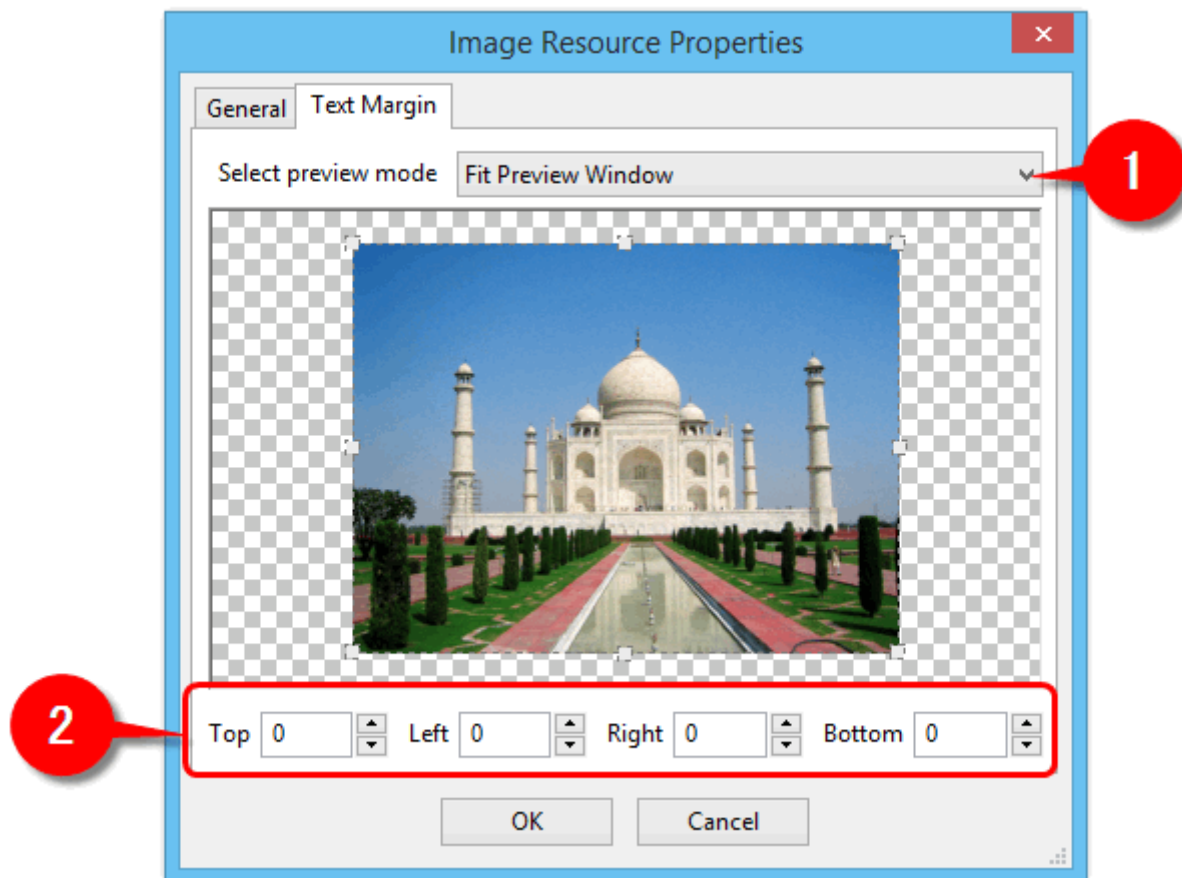 Image Resource Properties
General Text Margin
Select preview mode Fit Preview Window
1
2
Top 0 Left 0 Right 0 Bottom 0
OK Cancel